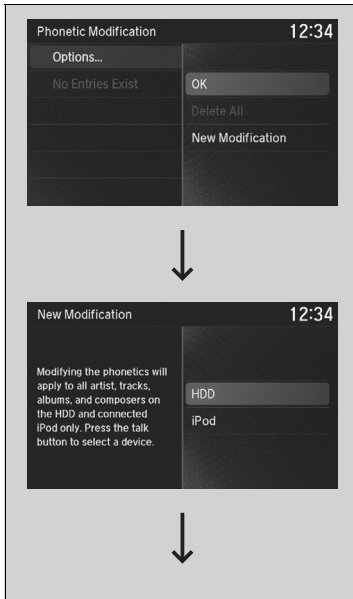 Phonetic Modification 12:34
Options...
No Entries Exist
OK
Delete All
New Modification
New Modification 12:34
Modifying the phonetics will
apply to all artist, tracks,
albums, and composers on
the HDD and connected
iPod only. Press the talk
button to select a device.
HDD
iPod